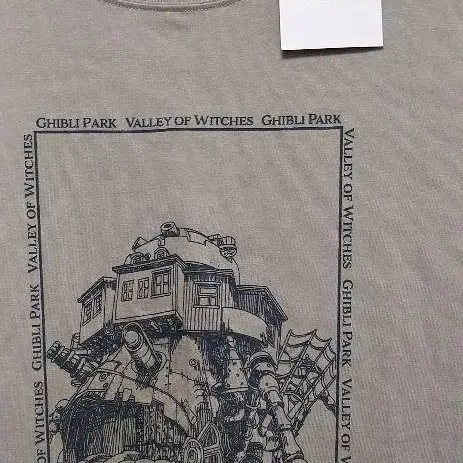 GHIBLI PARK VALLEY OF WITCHES GHIBLI PARK
VALLEY OF WITCHES GHIBLI PARK VALLEY OF W
OF WITCHES GHIBLI PARK VALLEY OF WITCHES